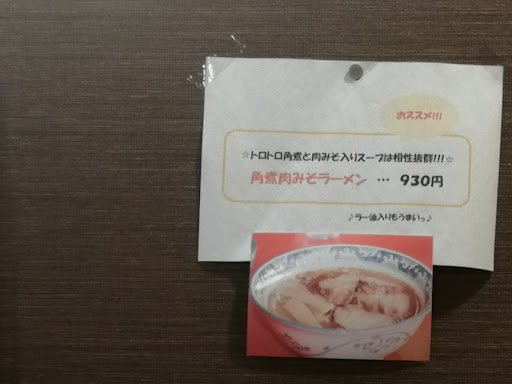 おススメ!!!
☆トロトロ角煮と肉みそ入りスープは相性抜群!!!☆
角煮肉みそラーメン … 930円
♪ラー油入りもうまいっ♪